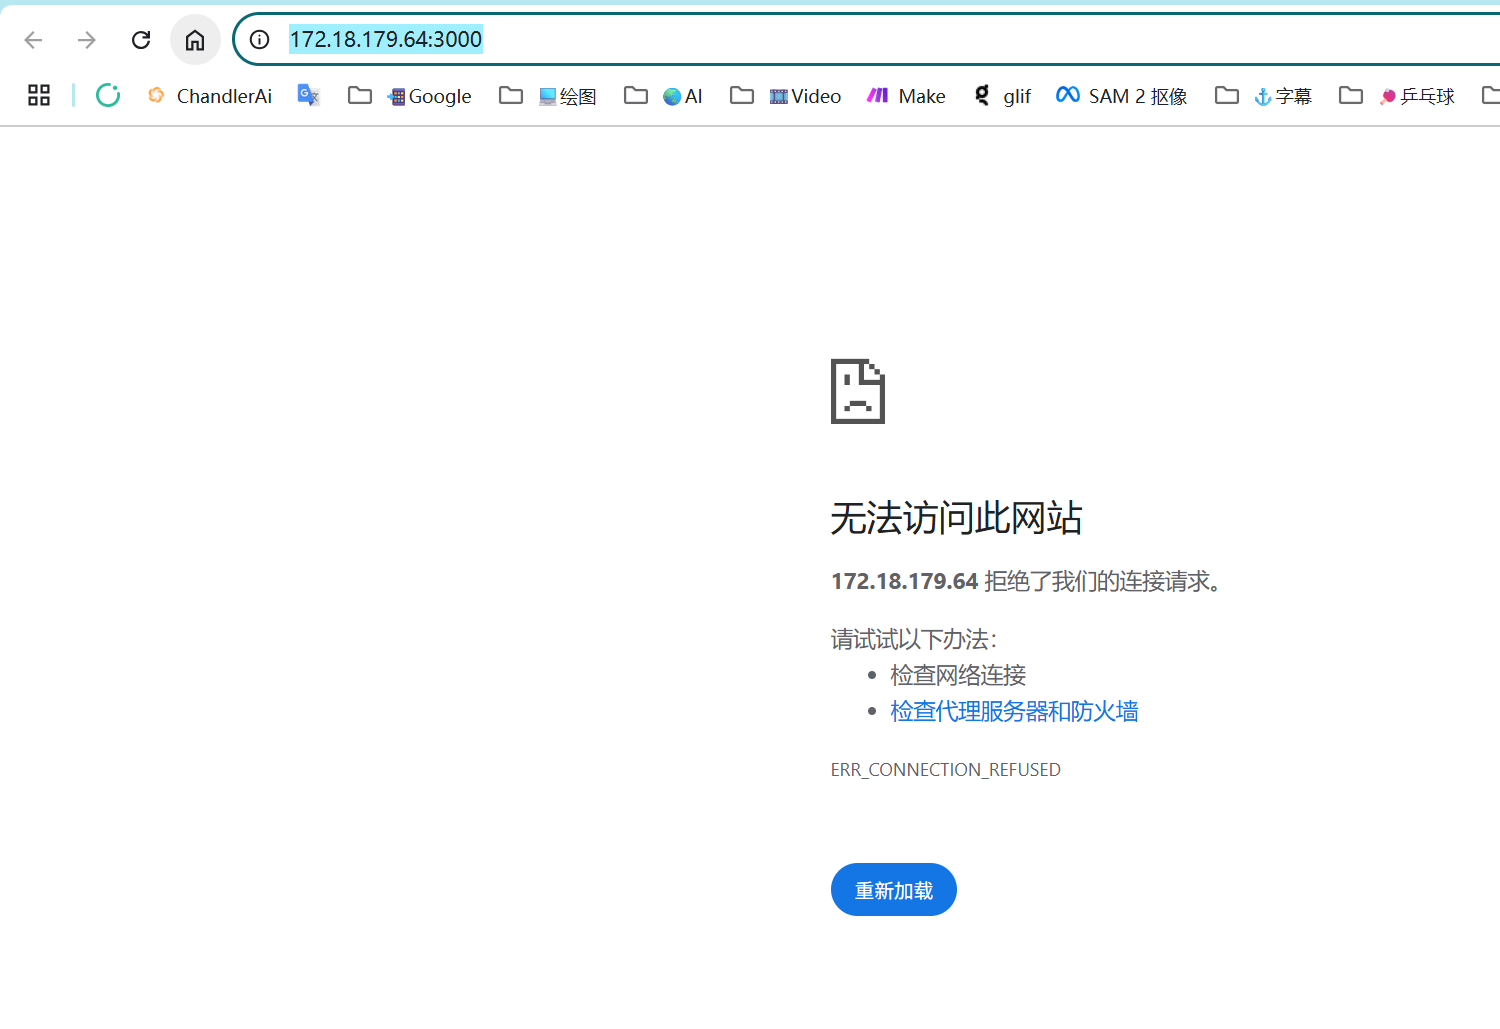 172.18.179.64:3000
ChandlerAi Google 绘图 AI Video Make glif SAM 2 抠像 字幕 乒乓球
无法访问此网站
172.18.179.64 拒绝了我们的连接请求。
请试试以下办法：
检查网络连接
检查代理服务器和防火墙
ERR_CONNECTION_REFUSED
重新加载